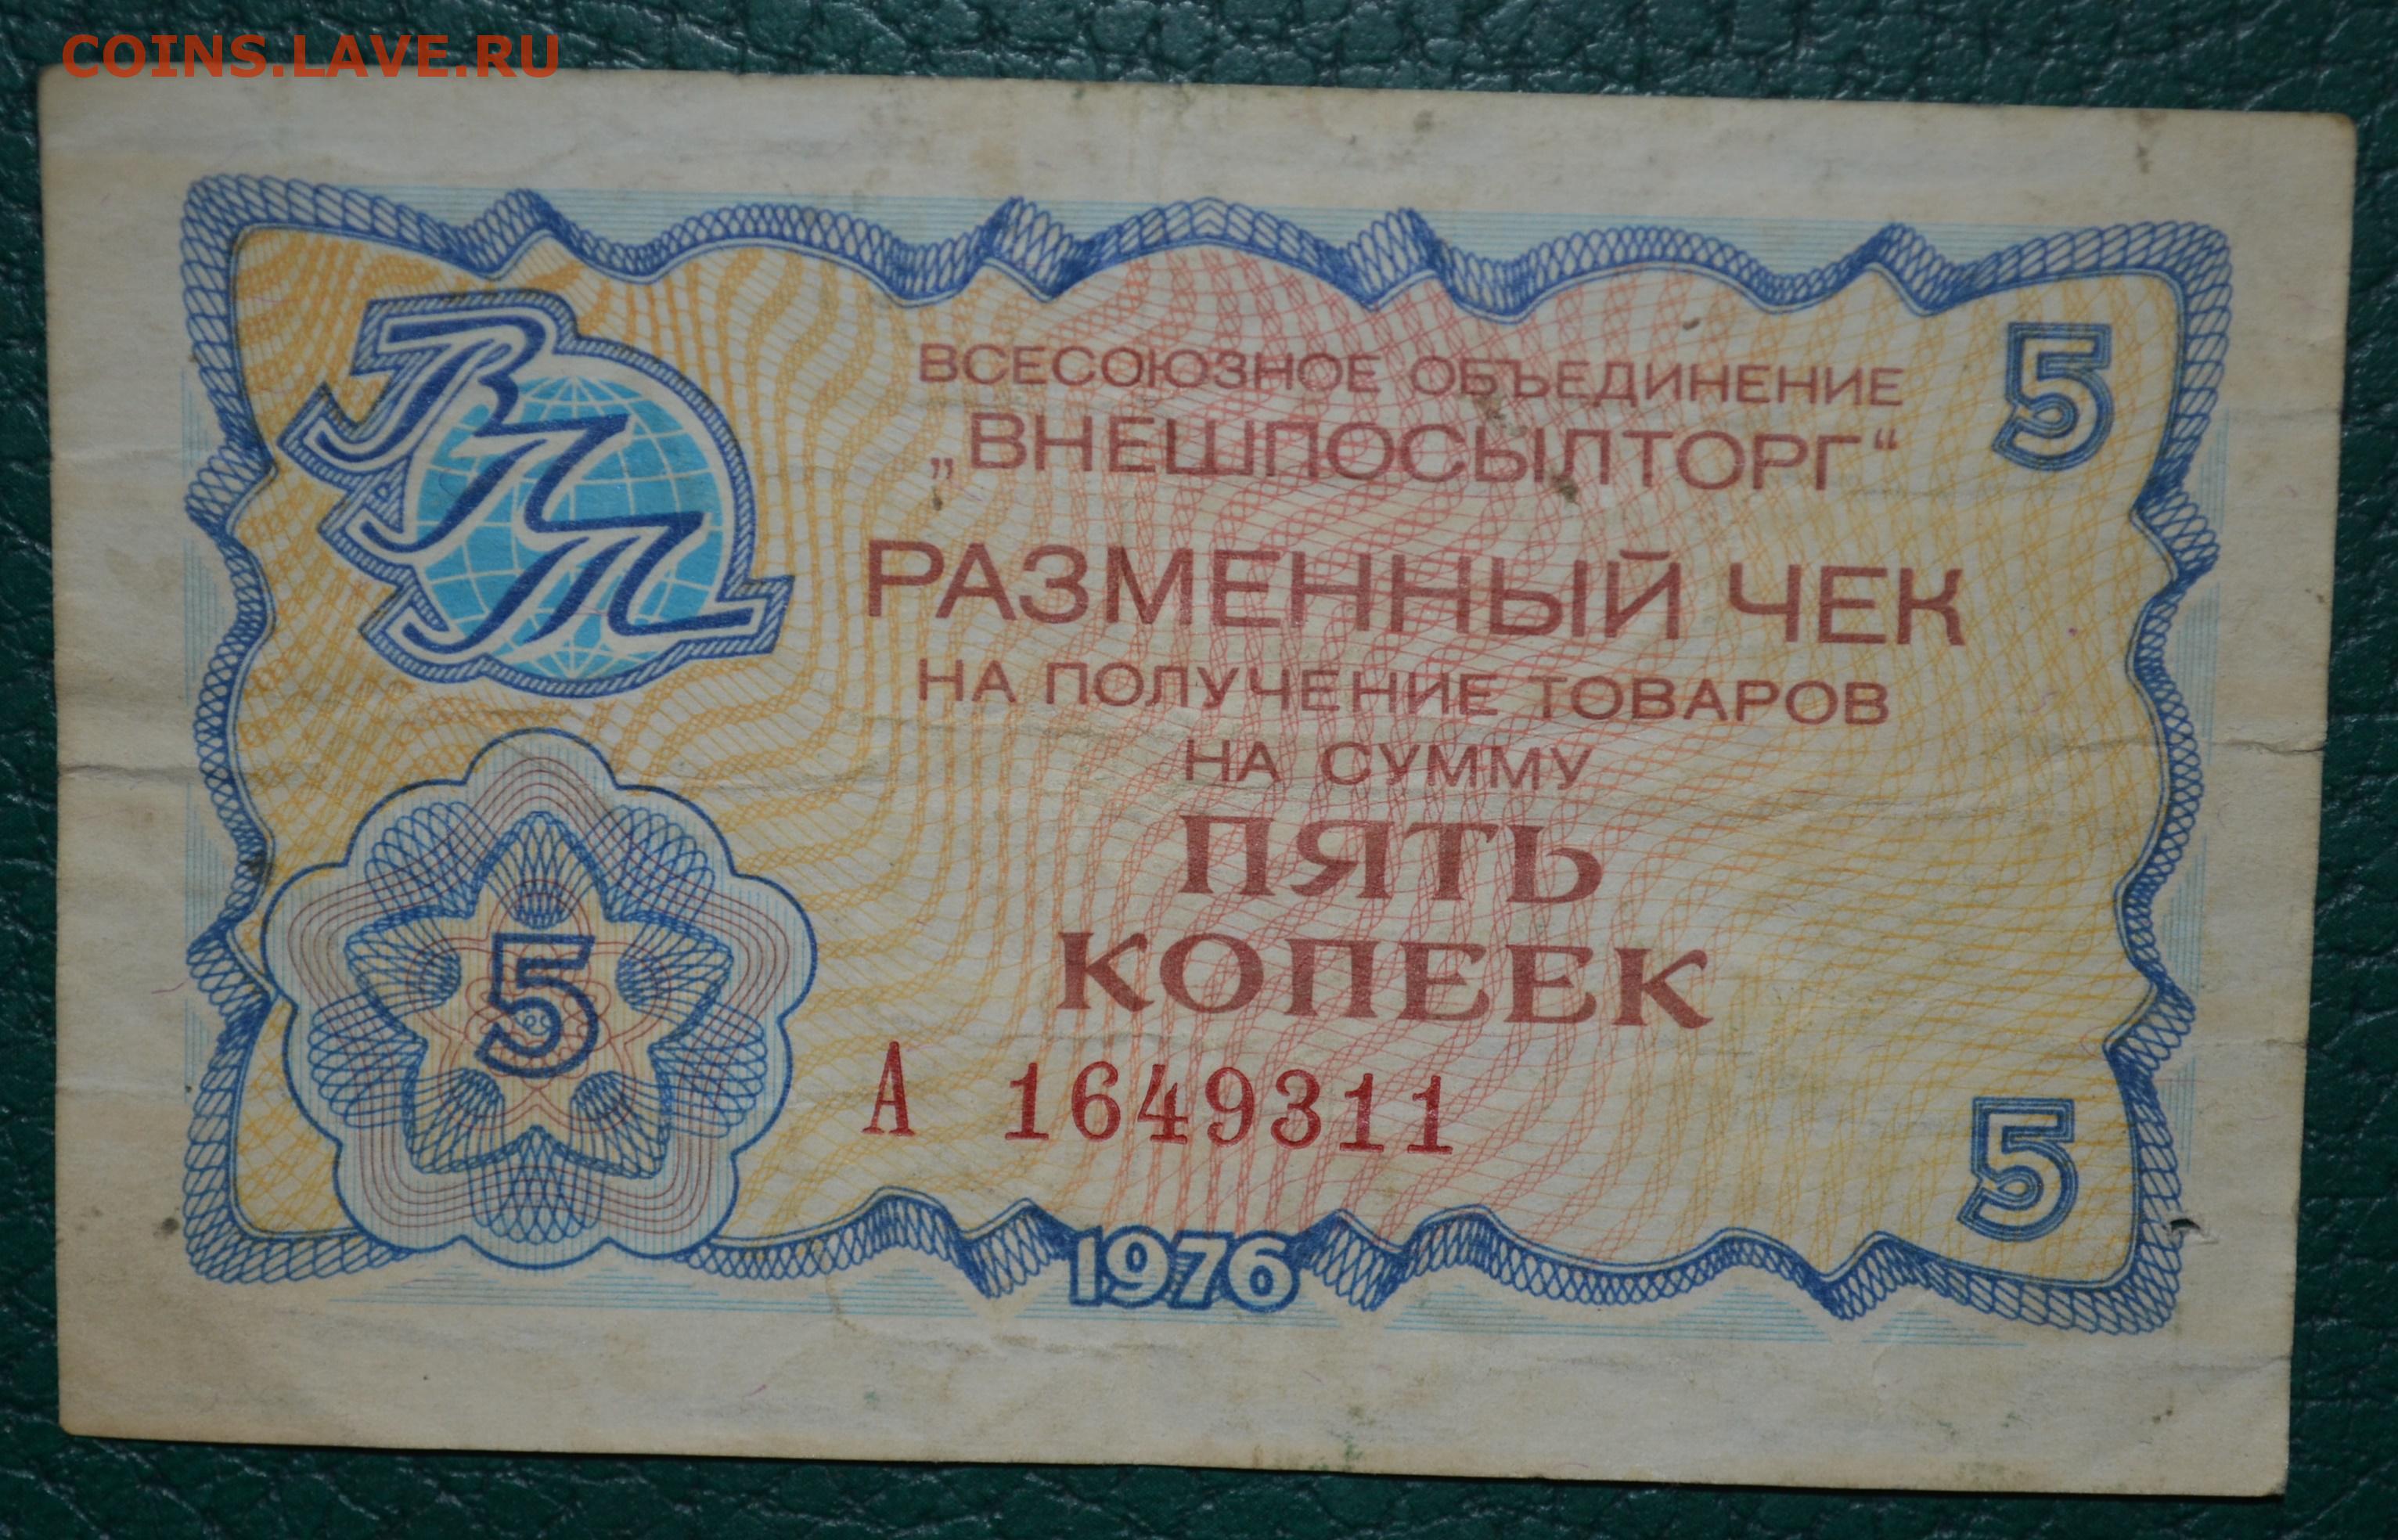 COINS.LAVE.RU
ВПТ
ВСЕСОЮЗНОЕ ОБЪЕДИНЕНИЕ
„ВНЕШПОСЫЛТОРГ“
5
РАЗМЕННЫЙ ЧЕК
НА ПОЛУЧЕНИЕ ТОВАРОВ
НА СУММУ
ПЯТЬ
КОПЕЕК
5
А 1649311
5
1976